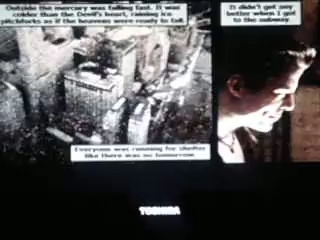 Outside the mercury was falling fast. It was
colder than the Devil's heart, raining ice
pitchforks as if the heavens were ready to fall.
It didn't get any
better when I got
to the subway.
Everyone was running for shelter
like there was no tomorrow.
TOSHIBA